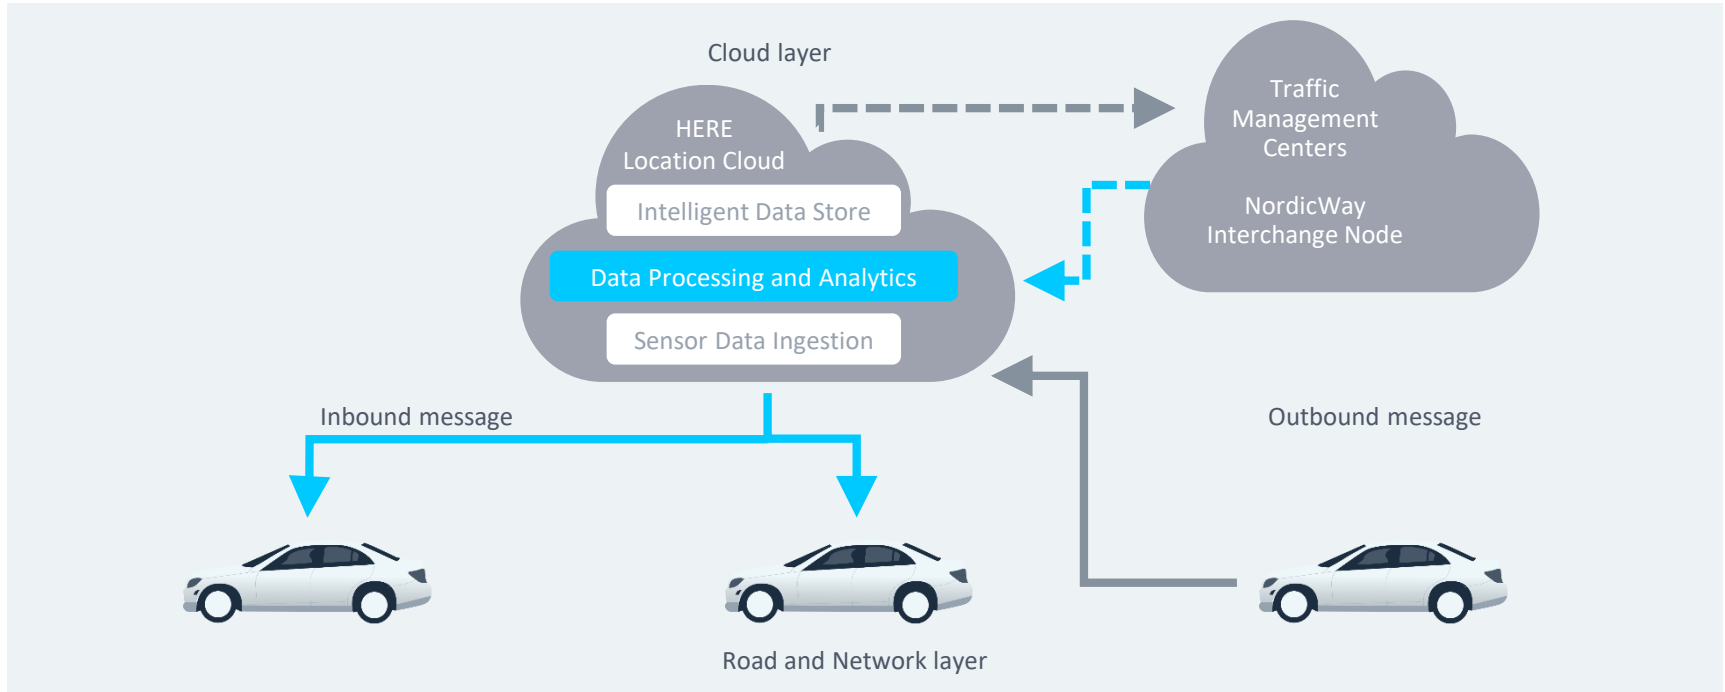 Cloud layer
HERE
Location Cloud
Intelligent Data Store
Data Processing and Analytics
Sensor Data Ingestion
Traffic
Management
Centers
NordicWay
Interchange Node
Inbound message
Outbound message
Road and Network layer